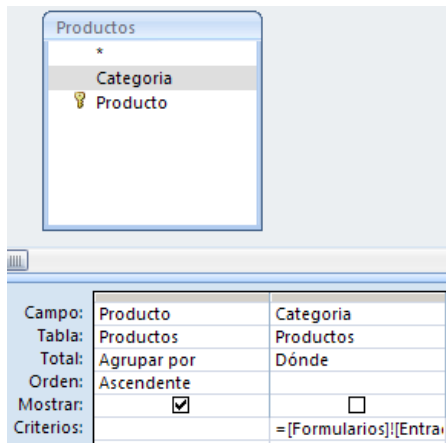 Productos
*
Categoria
Producto
Campo: Producto Categoria
Tabla: Productos Productos
Total: Agrupar por Dónde
Orden: Ascendente
Mostrar:
Criterios: =[Formularios]![Entra